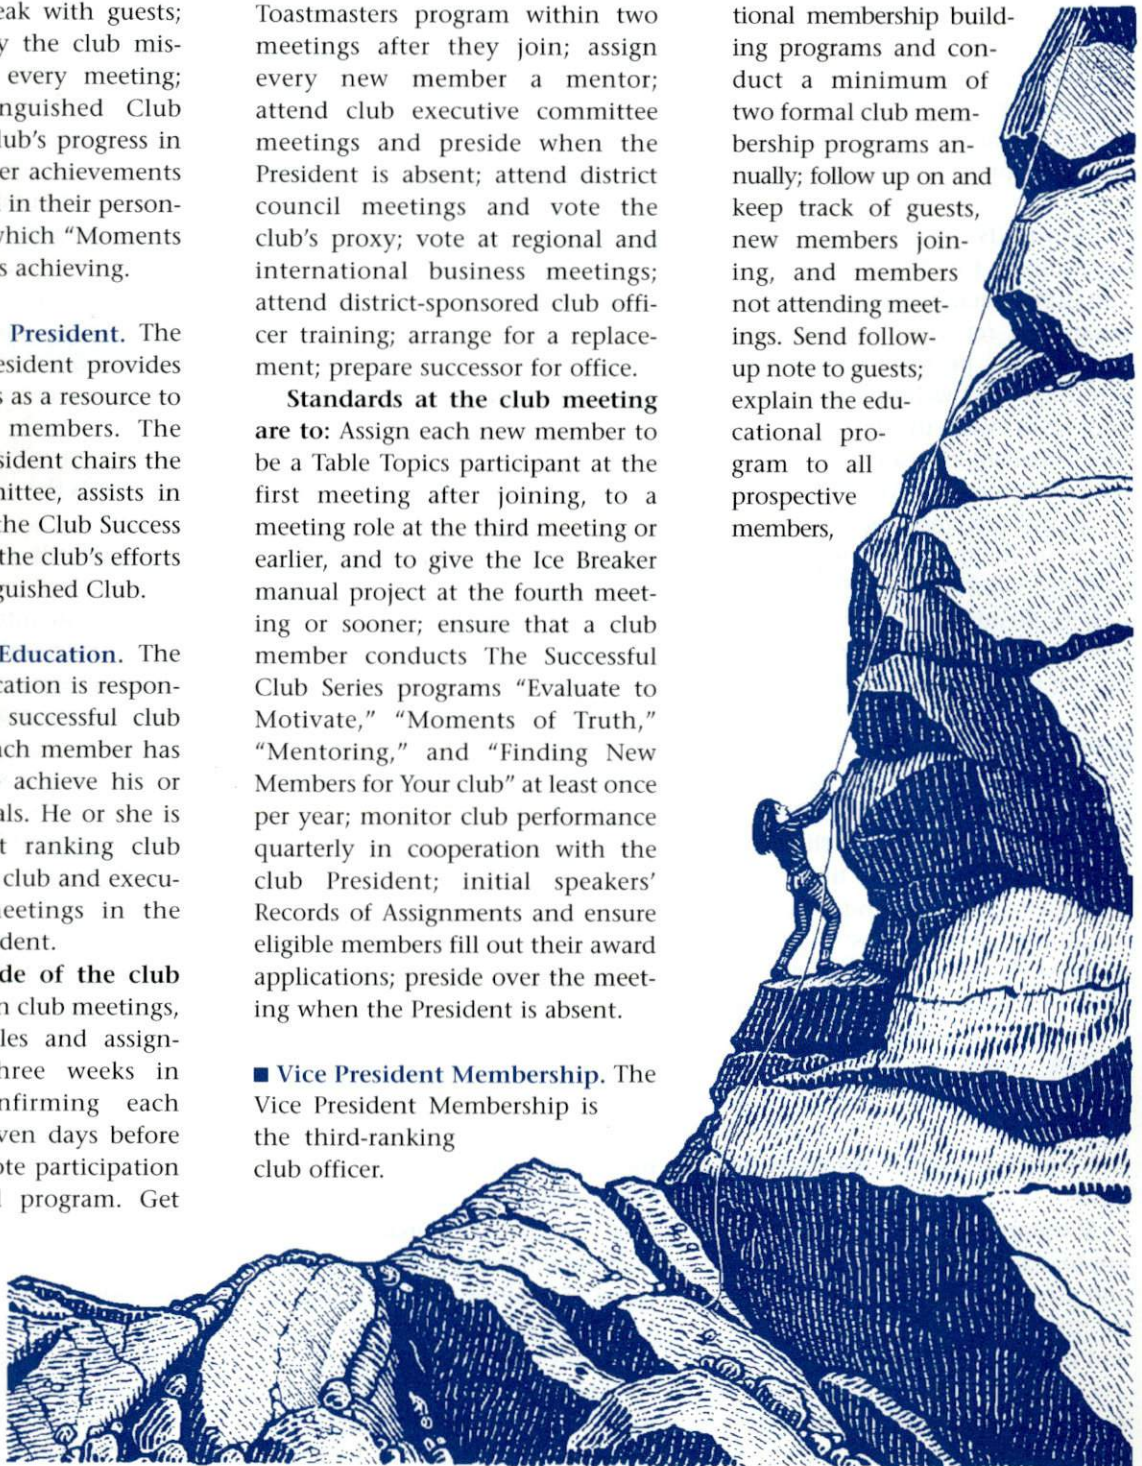 eak with guests;
y the club mis-
every meeting;
nguished Club
lub's progress in
er achievements
in their person-
which "Moments
s achieving.
President. The
esident provides
s as a resource to
members. The
sident chairs the
nittee, assists in
the Club Success
the club's efforts
guished Club.
Education. The
cation is respon-
successful club
ach member has
achieve his or
als. He or she is
t ranking club
club and execu-
neetings in the
dent.
de of the club
n club meetings,
les and assign-
hree weeks in
nfirming each
ven days before
ote participation
program. Get
Toastmasters program within two
meetings after they join; assign
every new member a mentor;
attend club executive committee
meetings and preside when the
President is absent; attend district
council meetings and vote the
club's proxy; vote at regional and
international business meetings;
attend district-sponsored club offi-
cer training; arrange for a replace-
ment; prepare successor for office.
Standards at the club meeting
are to: Assign each new member to
be a Table Topics participant at the
first meeting after joining, to a
meeting role at the third meeting or
earlier, and to give the Ice Breaker
manual project at the fourth meet-
ing or sooner; ensure that a club
member conducts The Successful
Club Series programs "Evaluate to
Motivate," "Moments of Truth,"
"Mentoring," and "Finding New
Members for Your club" at least once
per year; monitor club performance
quarterly in cooperation with the
club President; initial speakers'
Records of Assignments and ensure
eligible members fill out their award
applications; preside over the meet-
ing when the President is absent.
■ Vice President Membership. The
Vice President Membership is
the third-ranking
club officer.
tional membership build-
ing programs and con-
duct a minimum of
two formal club mem-
bership programs an-
nually; follow up on and
keep track of guests,
new members join-
ing, and members
not attending meet-
ings. Send follow-
up note to guests;
explain the edu-
cational pro-
gram to all
prospective
members,